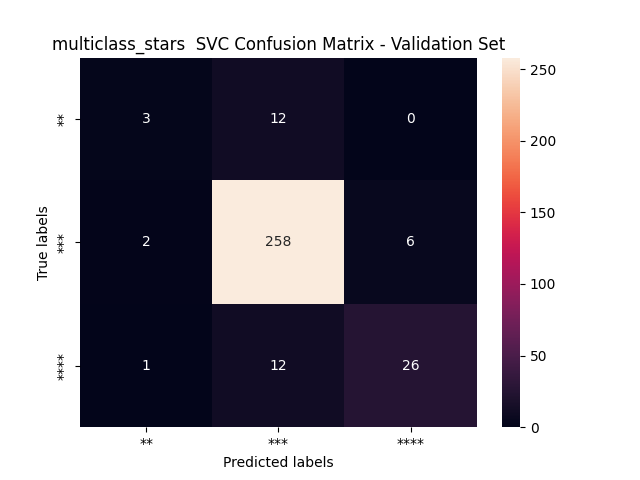 multiclass_stars  SVC Confusion Matrix - Validation Set
True labels
**
3 12 0
***
2 258 6
****
1 12 26
** *** ****
Predicted labels
250
200
150
100
50
0